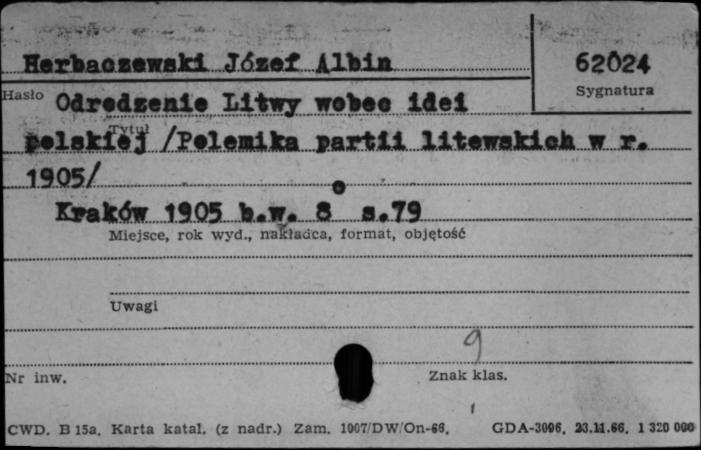 Herbaczewski Józef Albin
62024
Hasło
Sygnatura
Odrodzenie Litwy wobec idei
Tytuł
polskiej /Polemika partii litewskich w r.
1905/
Kraków 1905 b.w. 8° s.79
Miejsce, rok wyd., nakładca, format, objętość
Uwagi
9
Nr inw.
Znak klas.
CWD. B 15a. Karta katal. (z nadr.) Zam. 1007/DW/On-66. GDA-3096. 23.11.66. 1 320 000